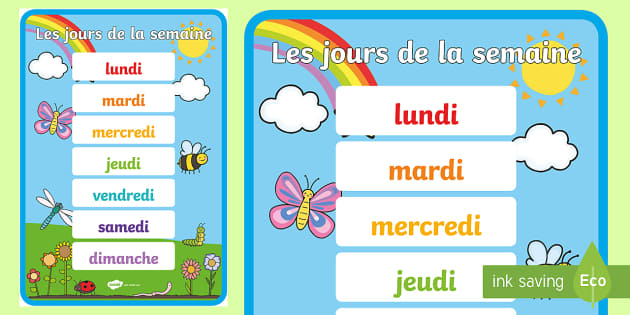 Les jours de la semaine
lundi
mardi
mercredi
jeudi
vendredi
samedi
dimanche
Les jours de la semaine
lundi
mardi
mercredi
jeudi
ink saving
Eco